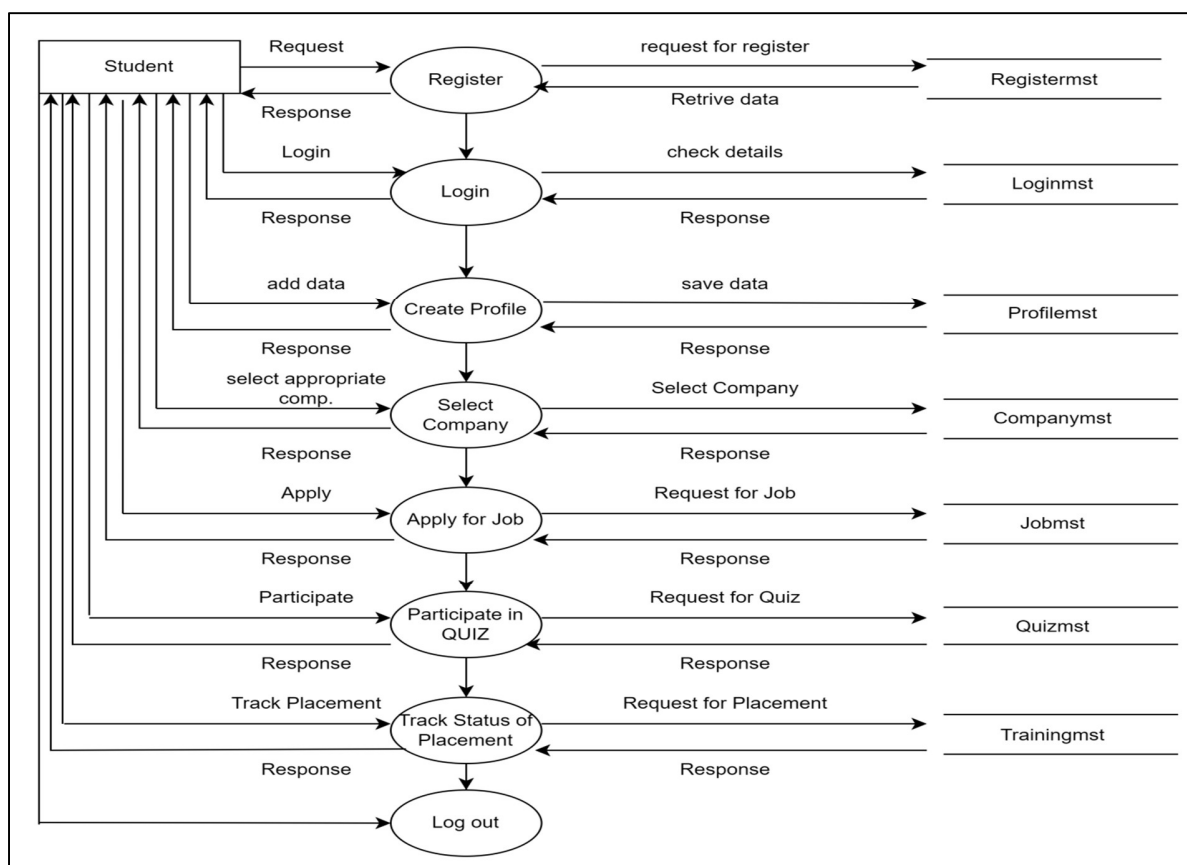 Request
request for register
Student
Register
Registermst
Response
Retrive data
Login
check details
Login
Loginmst
Response
Response
add data
save data
Create Profile
Profilemst
Response
Response
select appropriate
comp.
Select Company
Select
Company
Companymst
Response
Response
Apply
Request for Job
Apply for Job
Jobmst
Response
Response
Participate
Request for Quiz
Participate in
QUIZ
Quizmst
Response
Response
Track Placement
Request for Placement
Track Status of
Placement
Trainingmst
Response
Response
Log out